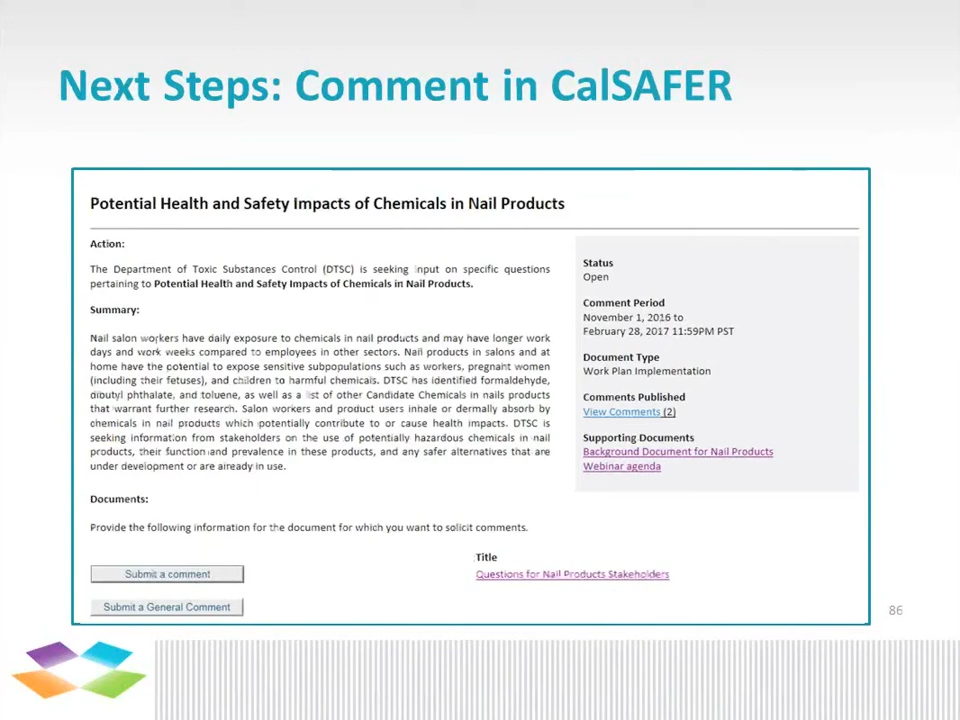 Next Steps: Comment in CalSAFER
Potential Health and Safety Impacts of Chemicals in Nail Products
Action:
The Department of Toxic Substances Control (DTSC) is seeking input on specific questions
pertaining to Potential Health and Safety Impacts of Chemicals in Nail Products.
Summary:
Nail salon workers have daily exposure to chemicals in nail products and may have longer work
days and work weeks compared to employees in other sectors. Nail products in salons and at
home have the potential to expose sensitive subpopulations such as workers, pregnant women
(including their fetuses), and children to harmful chemicals. DTSC has identified formaldehyde,
dibutyl phthalate, and toluene, as well as a list of other Candidate Chemicals in nails products
that warrant further research. Salon workers and product users inhale or dermally absorb by
chemicals in nail products which potentially contribute to or cause health impacts. DTSC is
seeking information from stakeholders on the use of potentially hazardous chemicals in nail
products, their function and prevalence in these products, and any safer alternatives that are
under development or are already in use.
Documents:
Provide the following information for the document for which you want to solicit comments.
Title
Submit a comment
Questions for Nail Products Stakeholders
Submit a General Comment
Status
Open
Comment Period
November 1, 2016 to
February 28, 2017 11:59PM PST
Document Type
Work Plan Implementation
Comments Published
View Comments (2)
Supporting Documents
Background Document for Nail Products
Webinar agenda
86